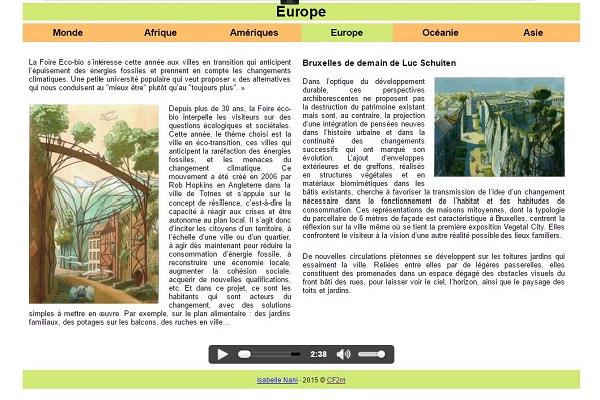 Europe
Monde
Afrique
Amériques
Europe
Océanie
Asie
La Foire Eco-bio s'intéresse cette année aux villes en transition qui anticipent
l'épuisement des énergies fossiles et prennent en compte les changements
climatiques. Une petite université populaire qui veut proposer « des alternatives
qui nous conduisent au "mieux être" plutôt qu'au "toujours plus". »
Depuis plus de 30 ans, la Foire éco-
bio interpelle les visiteurs sur des
questions écologiques et sociétales.
Cette année, le thème choisi est la
ville en éco-transition, ces villes qui
anticipent la raréfaction des énergies
fossiles, et les menaces du
changement climatique. Ce
mouvement a été créé en 2006 par
Rob Hopkins en Angleterre dans la
ville de Totnes et s'appuie sur le
concept de résilience, c'est-à-dire la
capacité à réagir aux crises et être
autonome au plan local. Il s'agit donc
d'inciter les citoyens d'un territoire, à
l'échelle d'une ville ou d'un quartier,
à agir dès maintenant pour réduire la
consommation d'énergie fossile, à
reconstruire une économie locale,
augmenter la cohésion sociale,
acquérir de nouvelles qualifications,
etc. Et dans ce projet, ce sont les
habitants qui sont acteurs du
changement, avec des solutions
simples à mettre en œuvre. Par exemple, sur le plan alimentaire : des jardins
familiaux, des potages sur les balcons, des ruches en ville...
Bruxelles de demain de Luc Schuiten
Dans l'optique du développement
durable, ces perspectives
archiborescentes ne proposent pas
la destruction du patrimoine existant
mais sont, au contraire, la projection
d'une intégration de pensées neuves
dans l'histoire urbaine et dans la
continuité des changements
successifs qui ont marqué son
évolution. L'ajout d'enveloppes
extérieures et de greffons, réalisés
en structures végétales et en
matériaux biomimétiques dans les
bâtis existants, cherche à favoriser la transmission de l'idée d'un changement
nécessaire dans le fonctionnement de l'habitat et des habitudes de
consommation. Ces représentations de maisons mitoyennes, dont la typologie
du parcellaire de 6 mètres de façade est caractéristique à Bruxelles, centrent la
réflexion sur la ville même où se tient la première exposition Vegetal City. Elles
confrontent le visiteur à la vision d'une autre réalité possible des lieux familiers.
De nouvelles circulations piétonnes se développent sur les toitures jardins qui
essaiment la ville. Reliées entre elles par de légères passerelles, elles
constituent des promenades dans un espace dégagé des obstacles visuels du
front bâti des rues, pour laisser voir le ciel, l'horizon, ainsi que le paysage des
toits et jardins.
2:38
Isabelle Nani - 2015 © CF2m